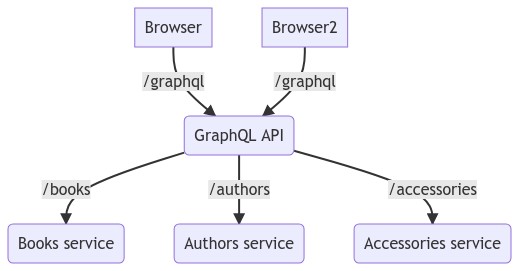 Browser
Browser2
/graphql
/graphql
GraphQL API
/books
/authors
/accessories
Books service
Authors service
Accessories service